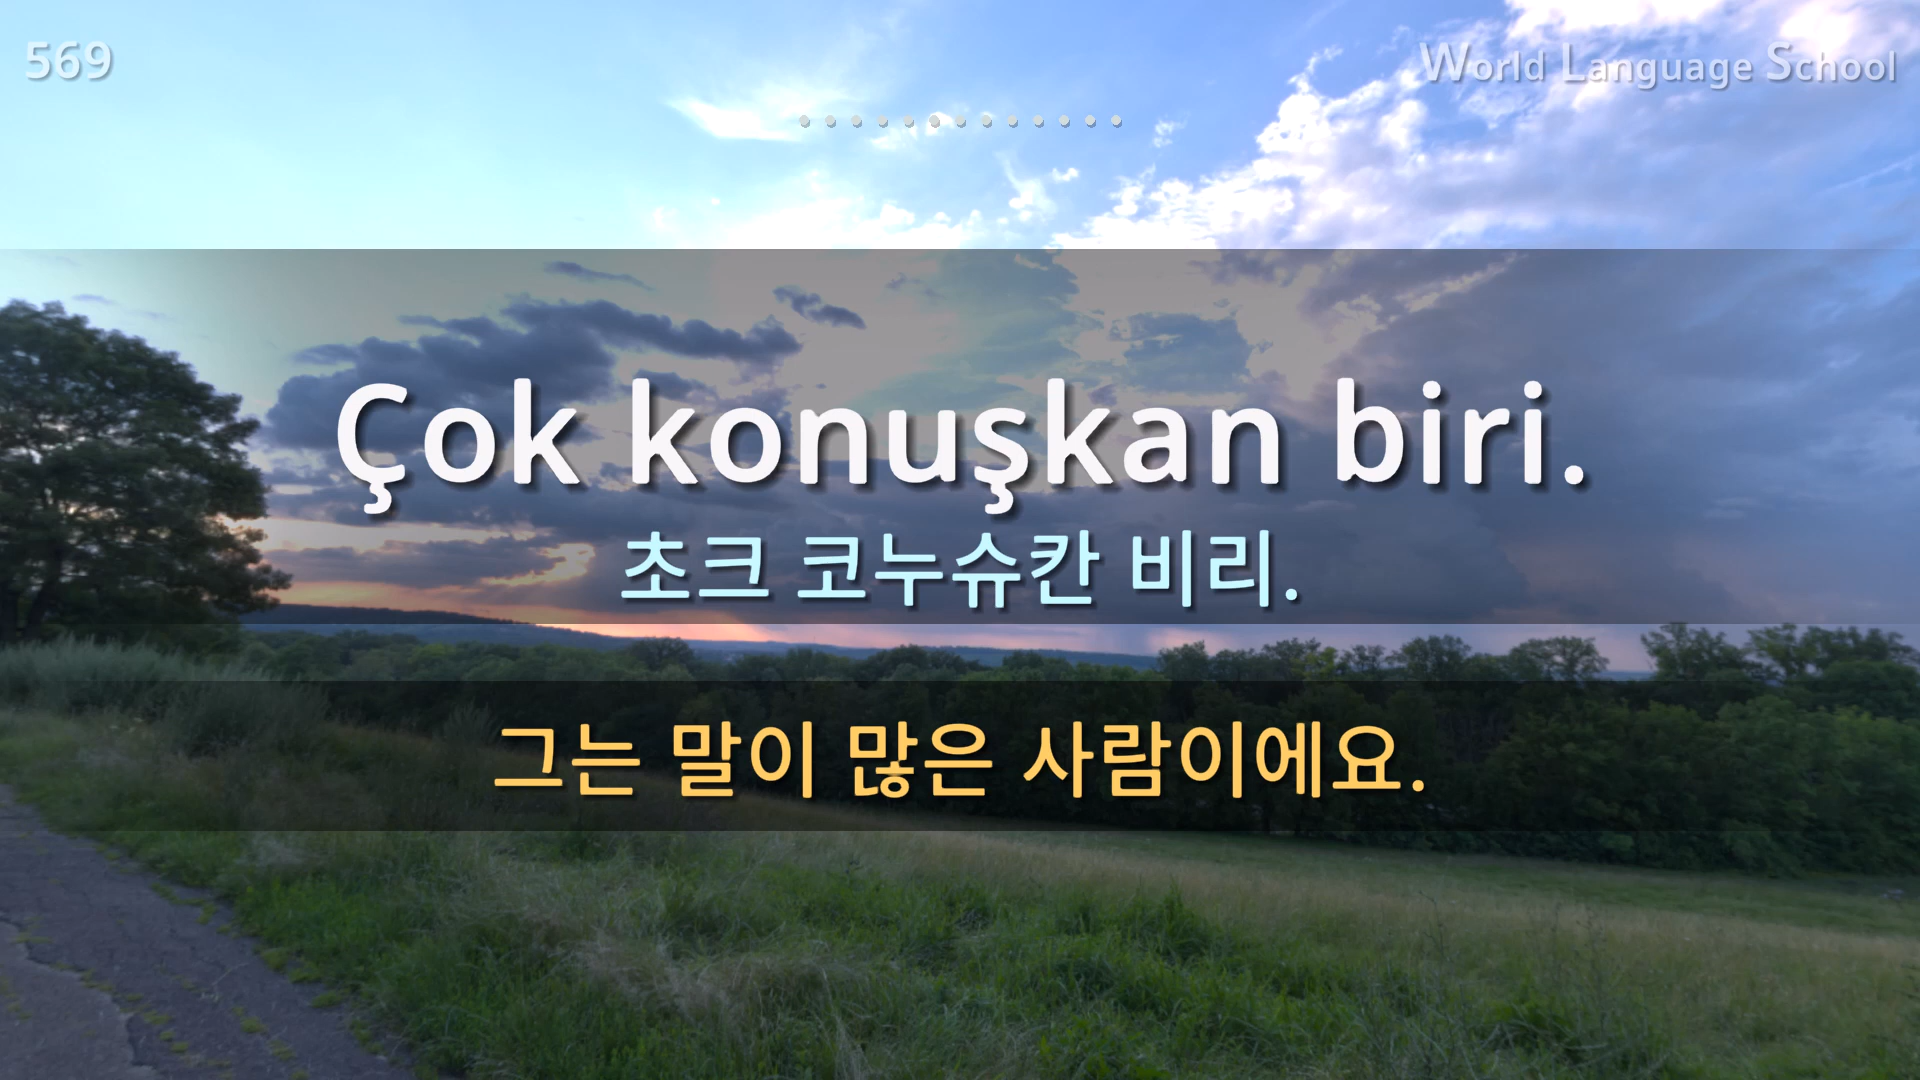 569
World Language School
Çok konuşkan biri.
초크 코누슈칸 비리.
그는 말이 많은 사람이에요.